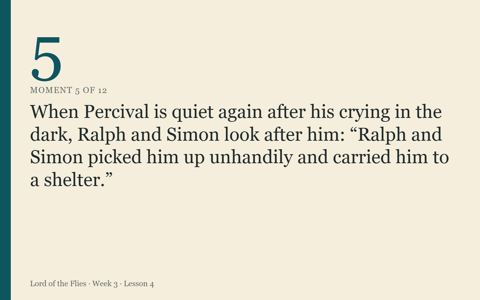 5
MOMENT 5 OF 12
When Percival is quiet again after his crying in the
dark, Ralph and Simon look after him: “Ralph and
Simon picked him up unhandily and carried him to
a shelter.”
Lord of the Flies · Week 3 · Lesson 4